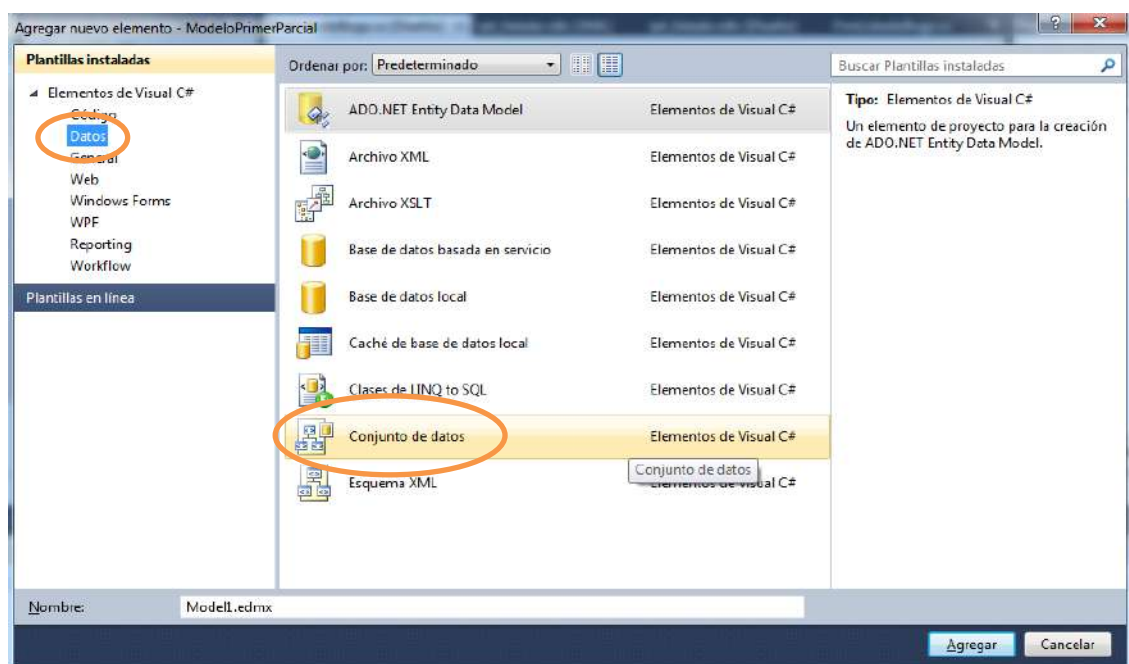 Agregar nuevo elemento - ModeloPrimerParcial
Plantillas instaladas
Elementos de Visual C#
Código
Datos
General
Web
Windows Forms
WPF
Reporting
Workflow
Plantillas en línea
Ordenar por: Predeterminado
ADO.NET Entity Data Model Elementos de Visual C#
Archivo XML Elementos de Visual C#
Archivo XSLT Elementos de Visual C#
Base de datos basada en servicio Elementos de Visual C#
Base de datos local Elementos de Visual C#
Caché de base de datos local Elementos de Visual C#
Clases de LINQ to SQL Elementos de Visual C#
Conjunto de datos Elementos de Visual C#
Conjunto de datos
Esquema XML Elementos de Visual C#
Buscar Plantillas instaladas
Tipo: Elementos de Visual C#
Un elemento de proyecto para la creación
de ADO.NET Entity Data Model.
Nombre: Model1.edmx
Agregar Cancelar